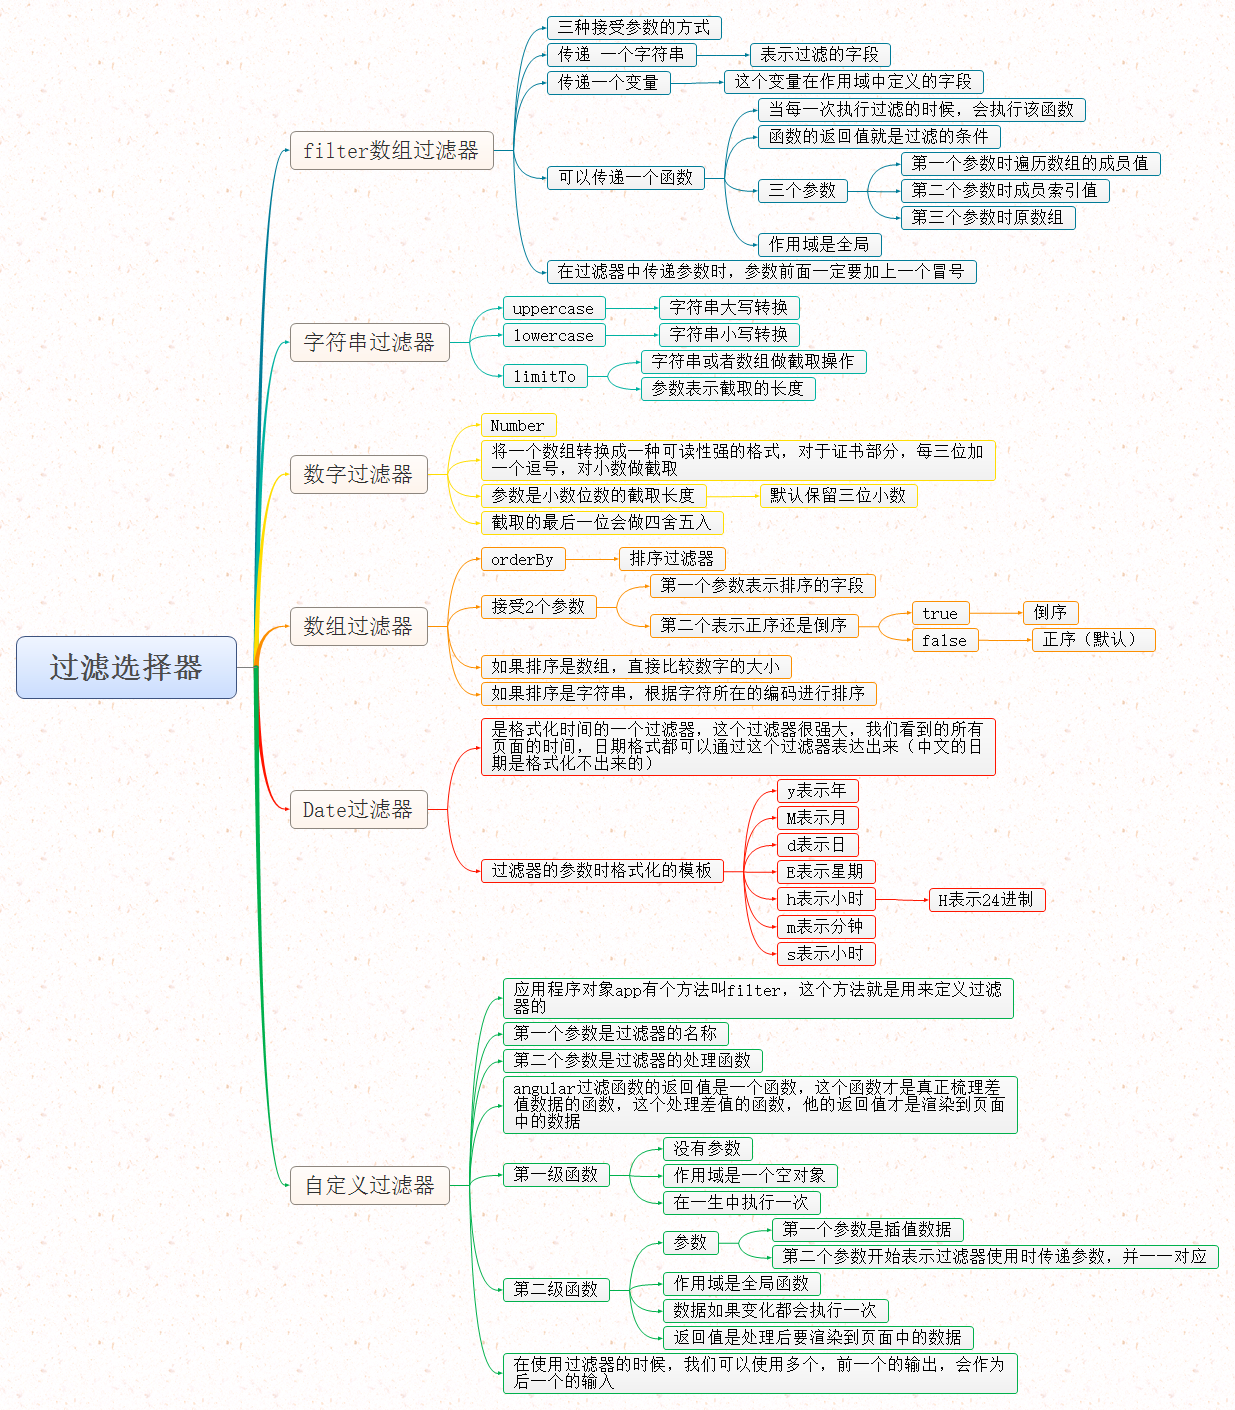 过滤选择器
filter数组过滤器
三种接受参数的方式
传递 一个字符串
表示过滤的字段
传递一个变量
这个变量在作用域中定义的字段
可以传递一个函数
当每一次执行过滤的时候，会执行该函数
函数的返回值就是过滤的条件
三个参数
第一个参数时遍历数组的成员值
第二个参数时成员索引值
第三个参数时原数组
作用域是全局
在过滤器中传递参数时，参数前面一定要加上一个冒号
字符串过滤器
uppercase
字符串大写转换
lowercase
字符串小写转换
limitTo
字符串或者数组做截取操作
参数表示截取的长度
数字过滤器
Number
将一个数组转换成一种可读性强的格式，对于证书部分，每三位加
一个逗号，对小数做截取
参数是小数位数的截取长度
默认保留三位小数
截取的最后一位会做四舍五入
数组过滤器
orderBy
排序过滤器
接受2个参数
第一个参数表示排序的字段
第二个表示正序还是倒序
true
倒序
false
正序（默认）
如果排序是数组，直接比较数字的大小
如果排序是字符串，根据字符所在的编码进行排序
Date过滤器
是格式化时间的一个过滤器，这个过滤器很强大，我们看到的所有
页面的时间，日期格式都可以通过这个过滤器表达出来（中文的日
期是格式化不出来的）
过滤器的参数时格式化的模板
y表示年
M表示月
d表示日
E表示星期
h表示小时
H表示24进制
m表示分钟
s表示小时
自定义过滤器
应用程序对象app有个方法叫filter，这个方法就是用来定义过滤
器的
第一个参数是过滤器的名称
第二个参数是过滤器的处理函数
angular过滤函数的返回值是一个函数，这个函数才是真正梳理差
值数据的函数，这个处理差值的函数，他的返回值才是渲染到页面
中的数据
第一级函数
没有参数
作用域是一个空对象
在一生中执行一次
第二级函数
参数
第一个参数是插值数据
第二个参数开始表示过滤器使用时传递参数，并一一对应
作用域是全局函数
数据如果变化都会执行一次
返回值是处理后要渲染到页面中的数据
在使用过滤器的时候，我们可以使用多个，前一个的输出，会作为
后一个的输入